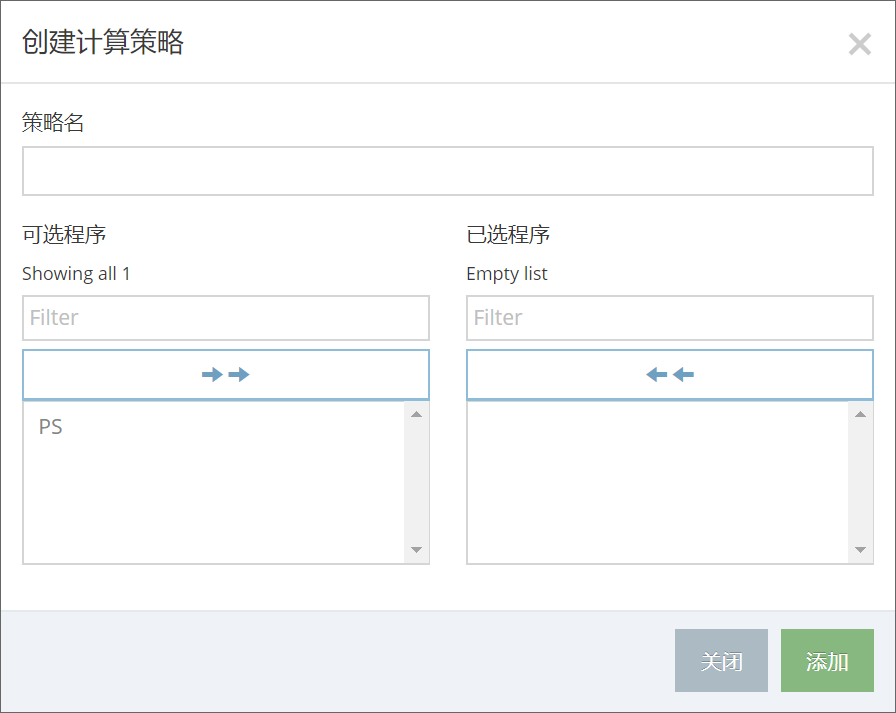 创建计算策略
策略名
可选程序
Showing all 1
Filter
PS
已选程序
Empty list
Filter
关闭
添加